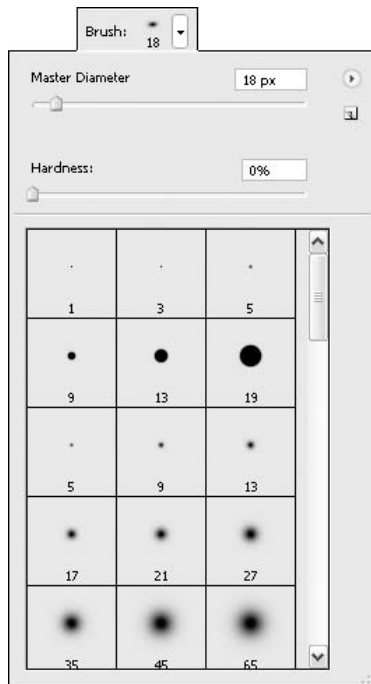 Brush:
18
Master Diameter 18 px
Hardness: 0%
1 3 5
9 13 19
5 9 13
17 21 27
35 45 65